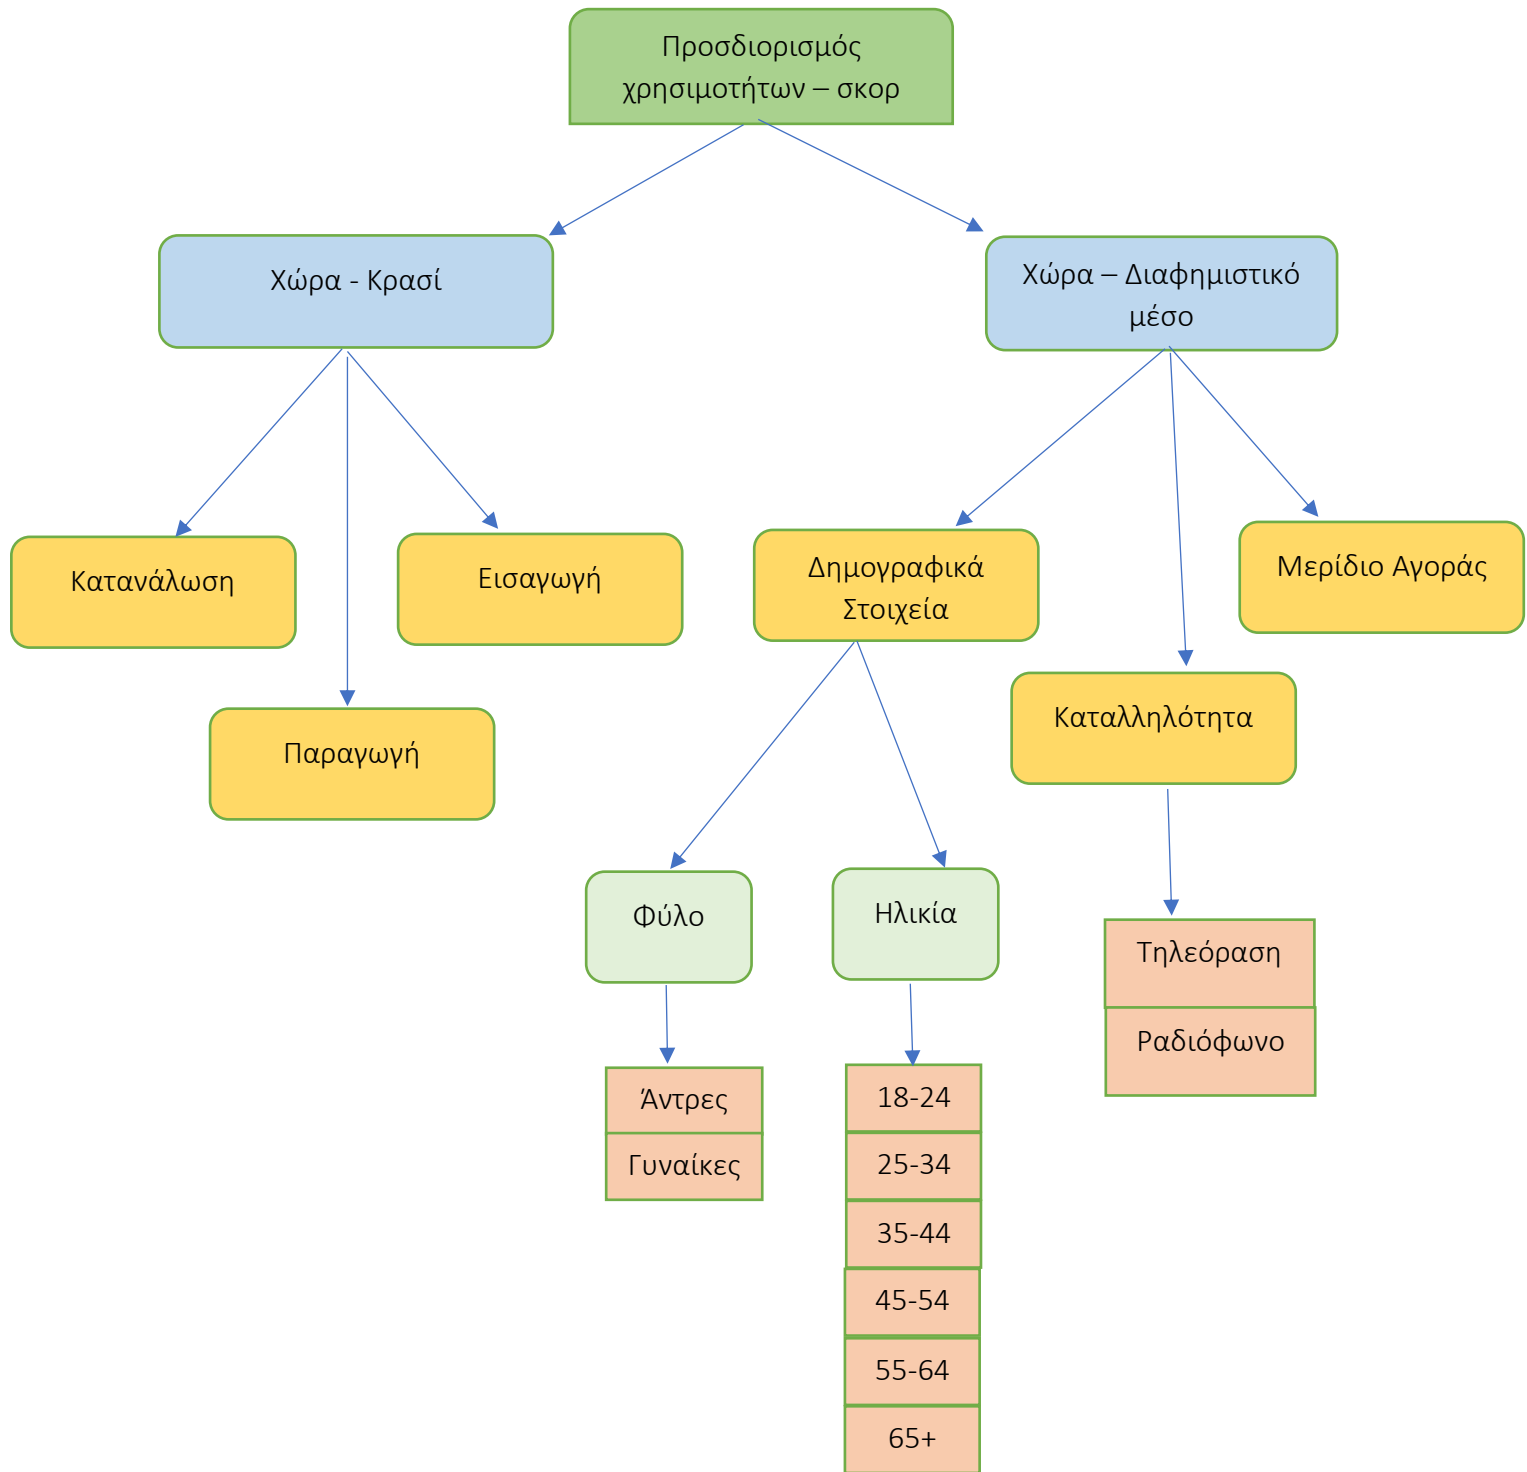 Προσδιορισμός
χρησιμοτήτων – σκορ
Χώρα - Κρασί
Χώρα – Διαφημιστικό
μέσο
Κατανάλωση
Εισαγωγή
Παραγωγή
Δημογραφικά
Στοιχεία
Μερίδιο Αγοράς
Καταλληλότητα
Φύλο
Ηλικία
Τηλεόραση
Ραδιόφωνο
Άντρες
Γυναίκες
18-24
25-34
35-44
45-54
55-64
65+